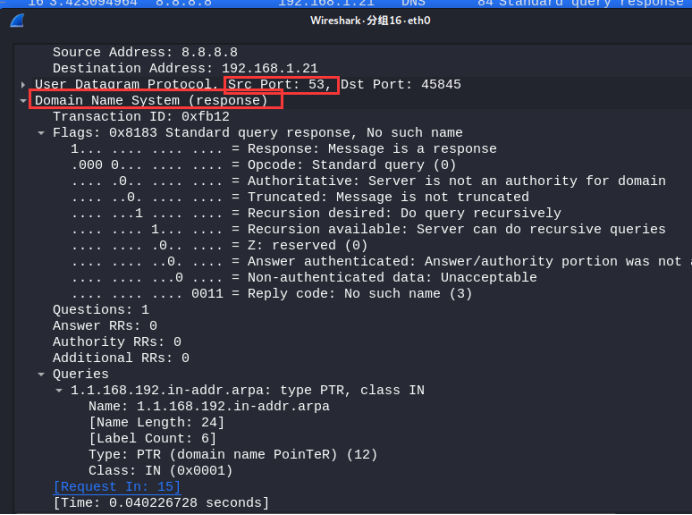 16 3.423094964 8.8.8.8 192.168.1.21 DNS 84 Standard query response
Wireshark·分组16·eth0
Source Address: 8.8.8.8
Destination Address: 192.168.1.21
User Datagram Protocol, Src Port: 53, Dst Port: 45845
Domain Name System (response)
Transaction ID: 0xfb12
Flags: 0x8183 Standard query response, No such name
1... .... .... .... = Response: Message is a response
.000 0... .... .... = Opcode: Standard query (0)
.... .0.. .... .... = Authoritative: Server is not an authority for domain
.... ..0. .... .... = Truncated: Message is not truncated
.... ...1 .... .... = Recursion desired: Do query recursively
.... .... 1... .... = Recursion available: Server can do recursive queries
.... .... .0.. .... = Z: reserved (0)
.... .... ..0. .... = Answer authenticated: Answer/authority portion was not
.... .... ...0 .... = Non-authenticated data: Unacceptable
.... .... .... 0011 = Reply code: No such name (3)
Questions: 1
Answer RRs: 0
Authority RRs: 0
Additional RRs: 0
Queries
1.1.168.192.in-addr.arpa: type PTR, class IN
Name: 1.1.168.192.in-addr.arpa
[Name Length: 24]
[Label Count: 6]
Type: PTR (domain name PoinTeR) (12)
Class: IN (0x0001)
[Request In: 15]
[Time: 0.040226728 seconds]